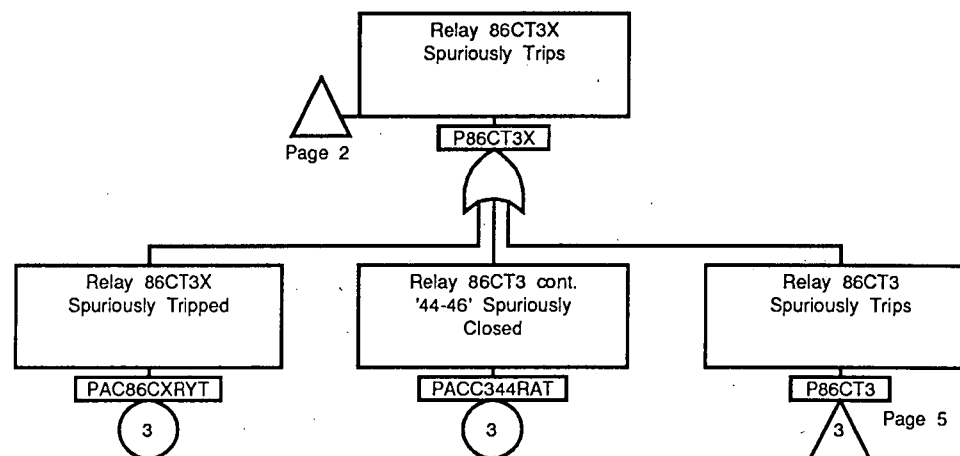 Relay 86CT3X
Spuriously Trips
Page 2
P86CT3X
Relay 86CT3X
Spuriously Tripped
PAC86CXRYT
3
Relay 86CT3 cont.
'44-46' Spuriously
Closed
PACC344RAT
3
Relay 86CT3
Spuriously Trips
P86CT3
3
Page 5